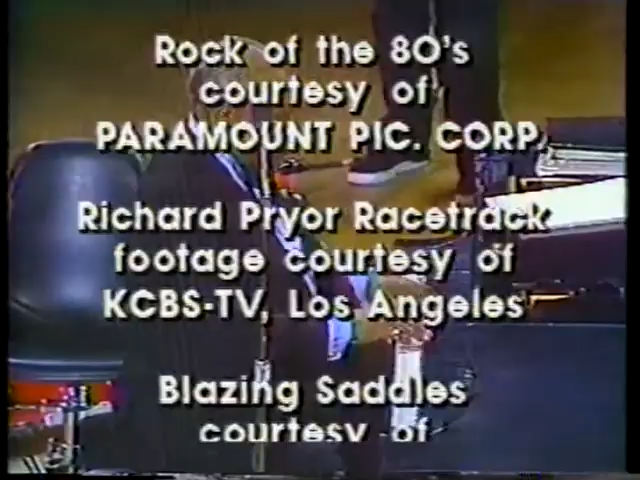 Rock of the 80's
courtesy of
PARAMOUNT PIC. CORP.
Richard Pryor Racetrack
footage courtesy of
KCBS-TV, Los Angeles
Blazing Saddles
courtesy of